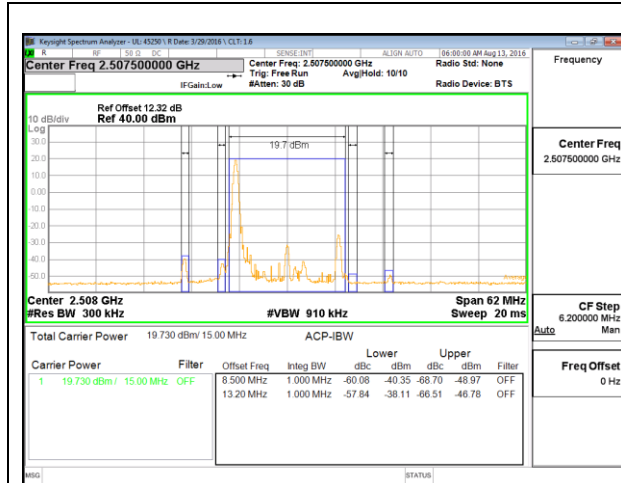 Keysight Spectrum Analyzer - UL: 45250 \ R Date: 3/29/2016 \ CLT: 1.6
R RF 50 Ω DC SENSE:INT ALIGN AUTO 06:00:00 AM Aug 13, 2016
Center Freq 2.507500000 GHz
Center Freq: 2.507500000 GHz
Radio Std: None
Trig: Free Run Avg|Hold: 10/10
IFGain:Low #Atten: 30 dB Radio Device: BTS
Frequency
Ref Offset 12.32 dB
10 dB/div Ref 40.00 dBm
Log
30.0
20.0
10.0
0.00
-10.0
-20.0
-30.0
-40.0
-50.0
19.7 dBm
Average
Center Freq
2.507500000 GHz
Center 2.508 GHz Span 62 MHz
#Res BW 300 kHz #VBW 910 kHz Sweep 20 ms
CF Step
6.200000 MHz
Auto Man
Total Carrier Power 19.730 dBm/ 15.00 MHz ACP-IBW
Lower Upper
Carrier Power Filter Offset Freq Integ BW dBc dBm dBc dBm Filter
1 19.730 dBm / 15.00 MHz OFF 8.500 MHz 1.000 MHz -60.08 -40.35 -68.70 -48.97 OFF
13.20 MHz 1.000 MHz -57.84 -38.11 -66.51 -46.78 OFF
Freq Offset
0 Hz
MSG STATUS